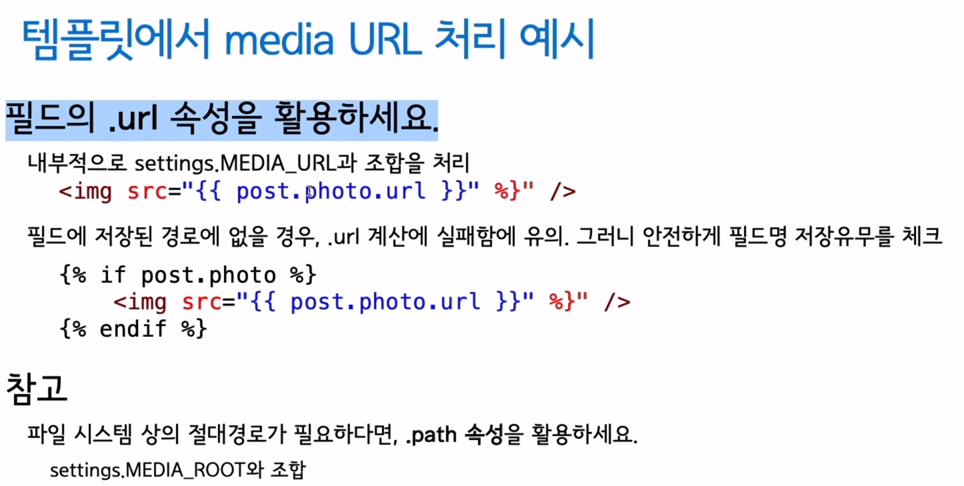 템플릿에서 media URL 처리 예시
필드의 .url 속성을 활용하세요.
내부적으로 settings.MEDIA_URL과 조합을 처리
<img src="{{ post.photo.url }}" %}" />
필드에 저장된 경로에 없을 경우, .url 계산에 실패함에 유의. 그러니 안전하게 필드명 저장유무를 체크
{% if post.photo %}
<img src="{{ post.photo.url }}" %}" />
{% endif %}
참고
파일 시스템 상의 절대경로가 필요하다면, .path 속성을 활용하세요.
settings.MEDIA_ROOT와 조합